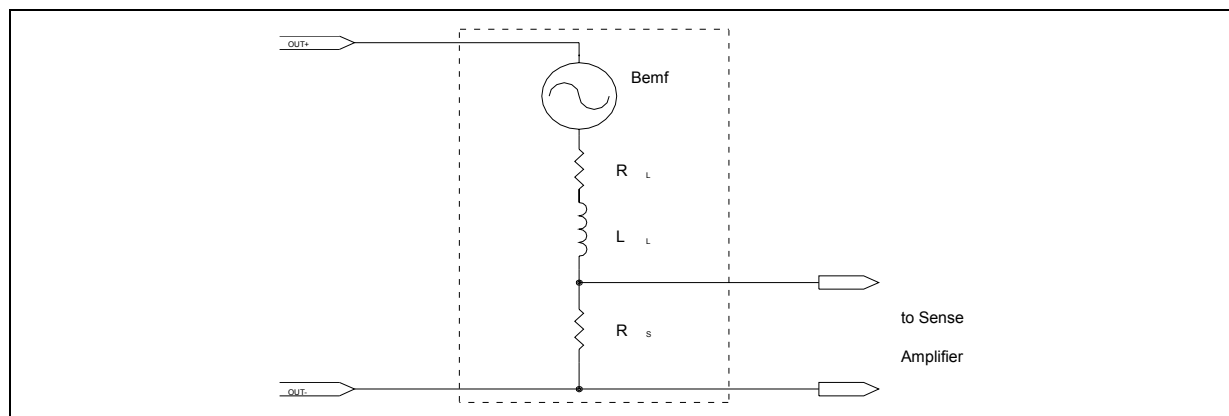 OUT+
Bemf
R L
L L
R S
to Sense
Amplifier
OUT-